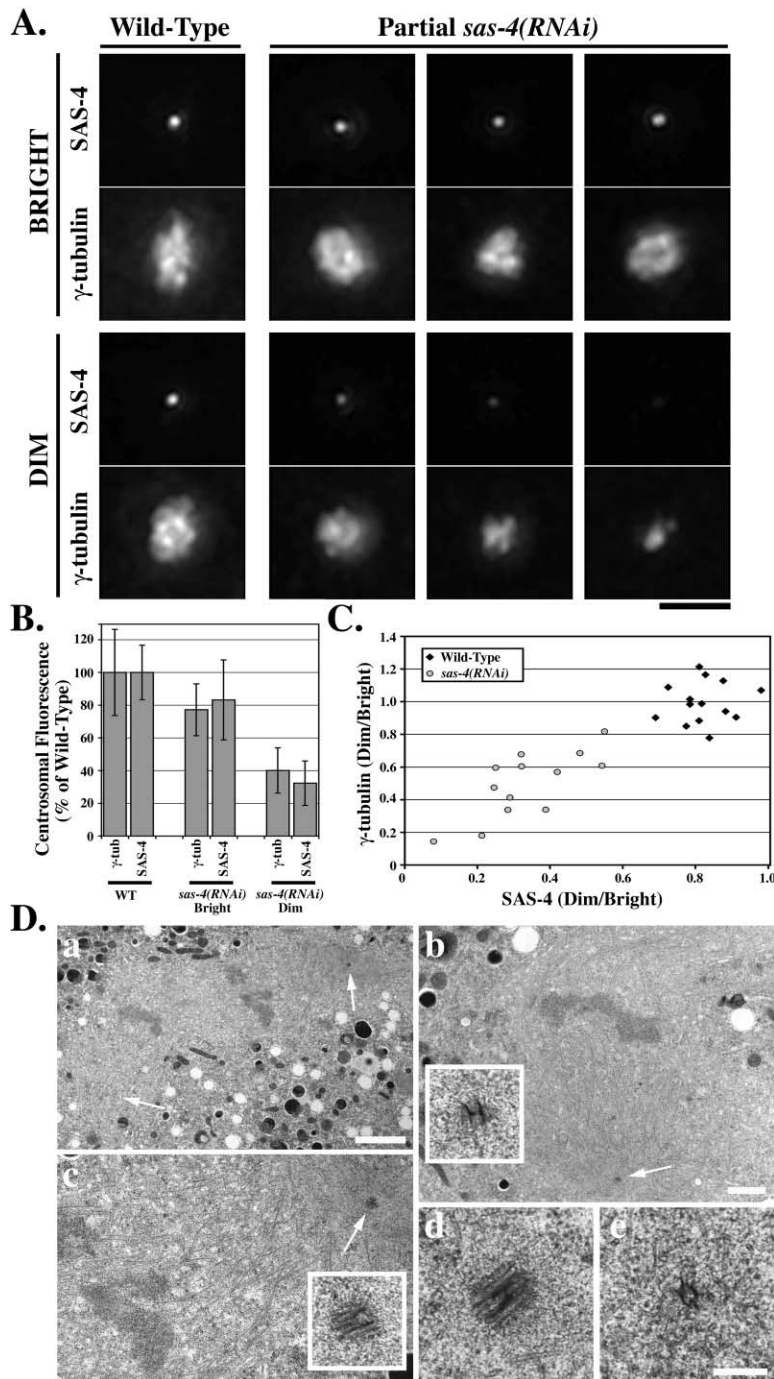 A.
Wild-Type
Partial sas-4(RNAi)
BRIGHT
SAS-4
γ-tubulin
DIM
SAS-4
γ-tubulin
B.
Centrosomal Fluorescence
(% of Wild-Type)
120
100
80
60
40
20
0
γ-tub
SAS-4
γ-tub
SAS-4
γ-tub
SAS-4
WT
sas-4(RNAi)
Bright
sas-4(RNAi)
Dim
C.
γ-tubulin (Dim/Bright)
1.4
1.2
1.0
0.8
0.6
0.4
0.2
0
Wild-Type
sas-4(RNAi)
0
0.2
0.4
0.6
0.8
1.0
SAS-4 (Dim/Bright)
D.
a
b
c
d
e